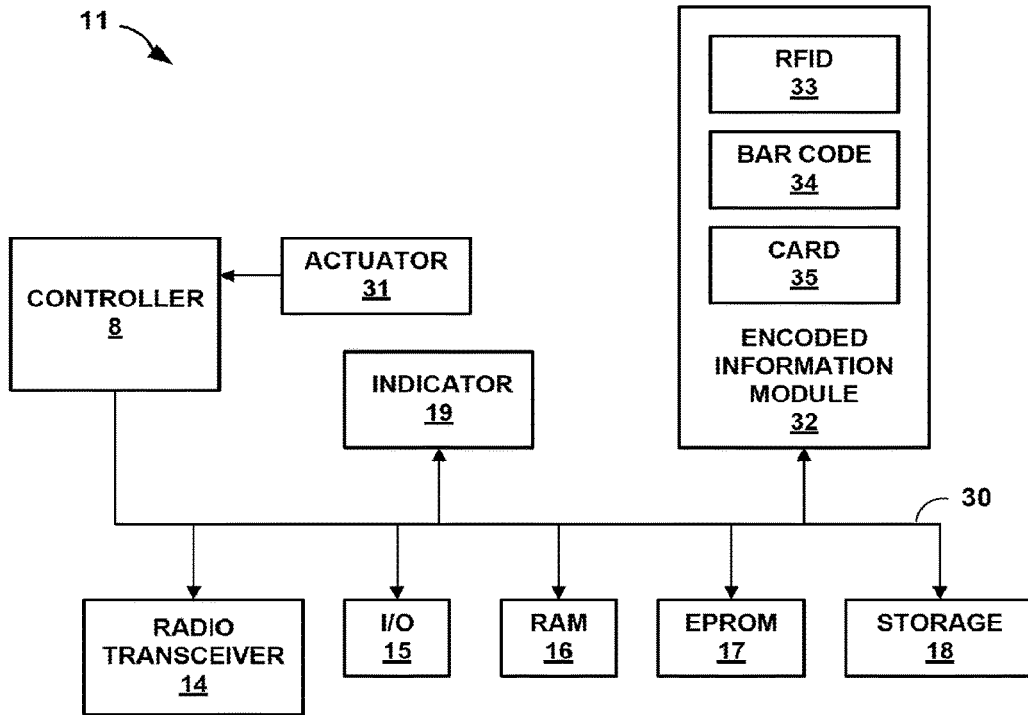 11
RFID
33
BAR CODE
34
CARD
35
ENCODED
INFORMATION
MODULE
32
CONTROLLER
8
ACTUATOR
31
INDICATOR
19
30
RADIO
TRANSCEIVER
14
I/O
15
RAM
16
EPROM
17
STORAGE
18